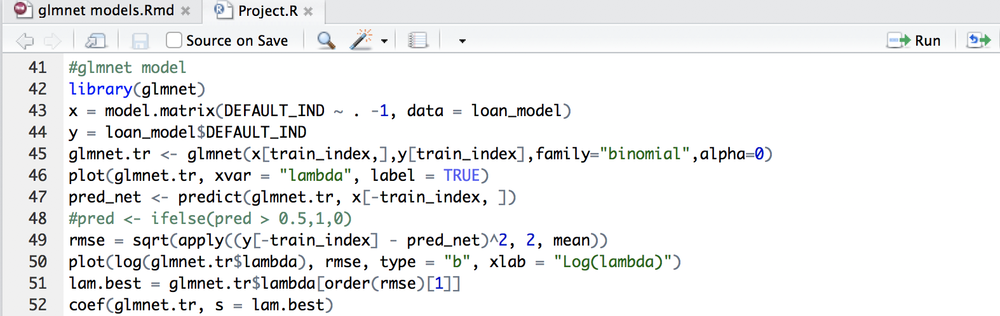 glmnet models.Rmd Project.R
Source on Save Run
41 #glmnet model
42 library(glmnet)
43 x = model.matrix(DEFAULT_IND ~ . -1, data = loan_model)
44 y = loan_model$DEFAULT_IND
45 glmnet.tr <- glmnet(x[train_index,],y[train_index],family="binomial",alpha=0)
46 plot(glmnet.tr, xvar = "lambda", label = TRUE)
47 pred_net <- predict(glmnet.tr, x[-train_index, ])
48 #pred <- ifelse(pred > 0.5,1,0)
49 rmse = sqrt(apply((y[-train_index] - pred_net)^2, 2, mean))
50 plot(log(glmnet.tr$lambda), rmse, type = "b", xlab = "Log(lambda)")
51 lam.best = glmnet.tr$lambda[order(rmse)[1]]
52 coef(glmnet.tr, s = lam.best)